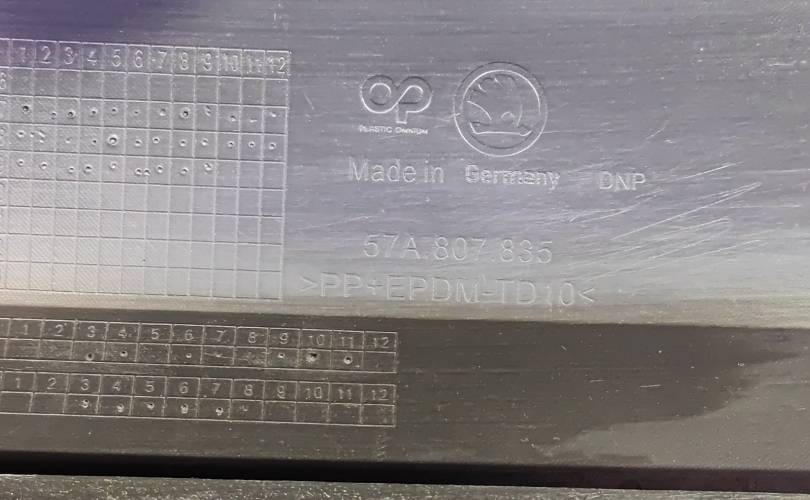 1 2 3 4 5 6 7 8 9 10 11 12
OP
PLASTIC OMNIUM
Made in Germany DNP
57A.807.835
>PP+EPDM-TD10<
1 2 3 4 5 6 7 8 9 10 11 12
1 2 3 4 5 6 7 8 9 10 11 12